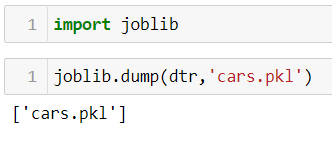 1 import joblib
1 joblib.dump(dtr,'cars.pkl')
['cars.pkl']